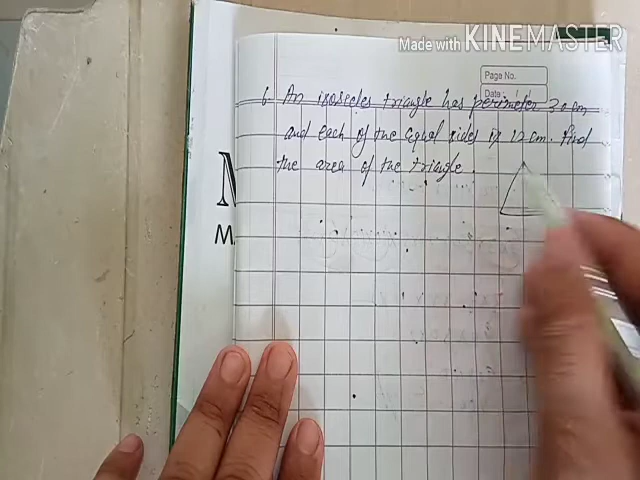 Made with KINEMASTER
Page No.
Date: / /
6. An isosceles triangle has perimeter 30 cm
and each of the equal sides is 12 cm. Find
the area of the triangle.
M
M